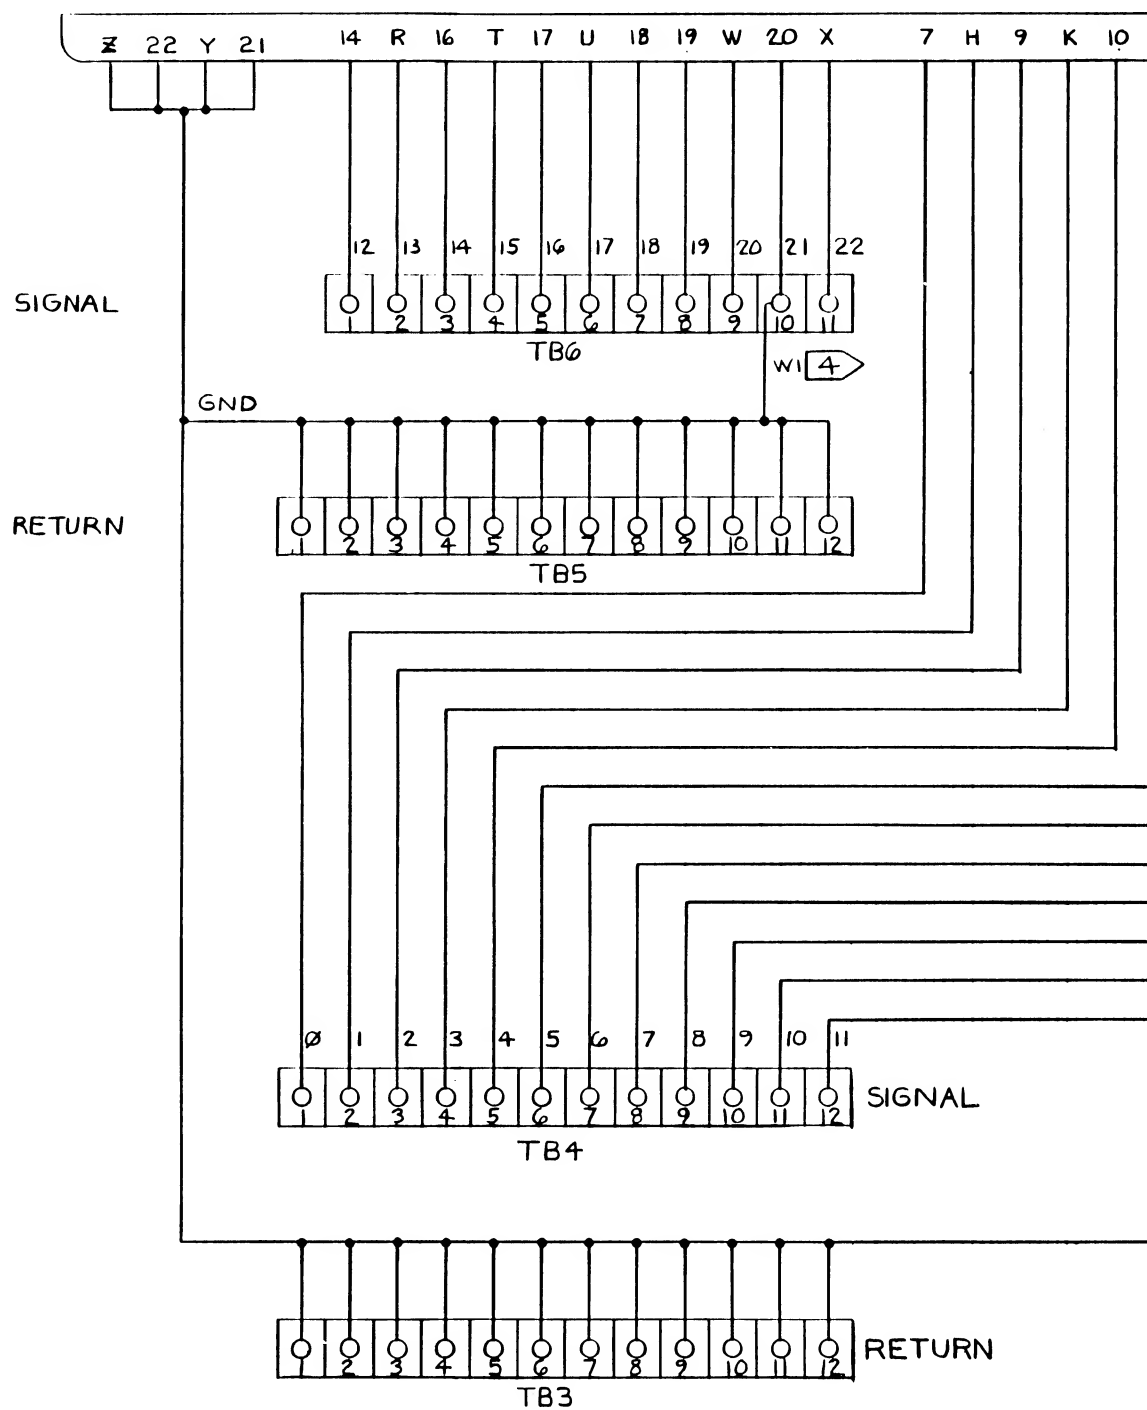 Z 22 Y 21 14 R 16 T 17 U 18 19 W 20 X 7 H 9 K 10
12 13 14 15 16 17 18 19 20 21 22
SIGNAL
1 2 3 4 5 6 7 8 9 10 11
TB6
W1 4
GND
RETURN
1 2 3 4 5 6 7 8 9 10 11 12
TB5
Ø 1 2 3 4 5 6 7 8 9 10 11
SIGNAL
1 2 3 4 5 6 7 8 9 10 11 12
TB4
RETURN
1 2 3 4 5 6 7 8 9 10 11 12
TB3